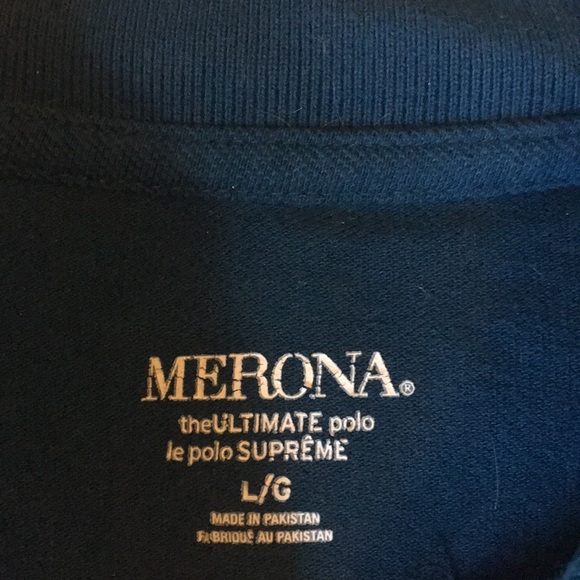 MERONA®
theULTIMATE polo
le polo SUPRÊME
L/G
MADE IN PAKISTAN
FABRIQUÉ AU PAKISTAN